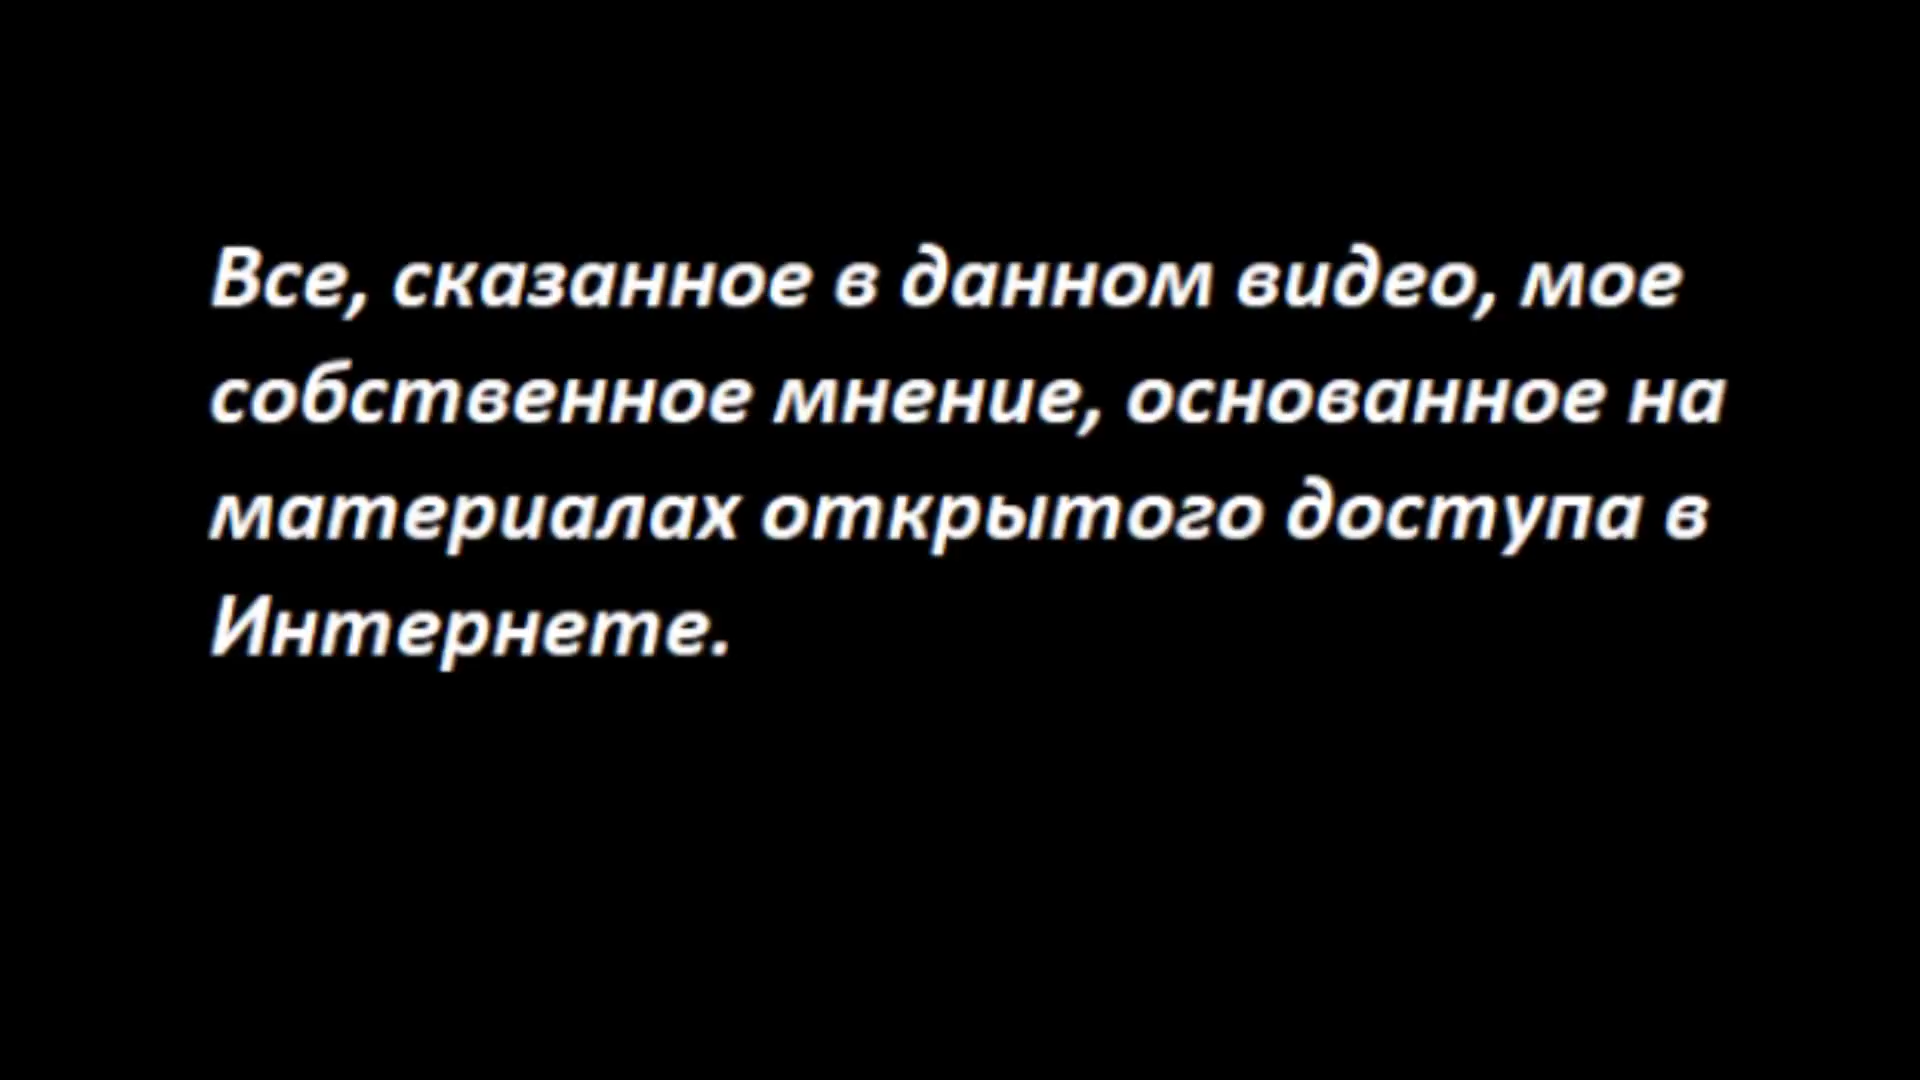 Все, сказанное в данном видео, мое
собственное мнение, основанное на
материалах открытого доступа в
Интернете.